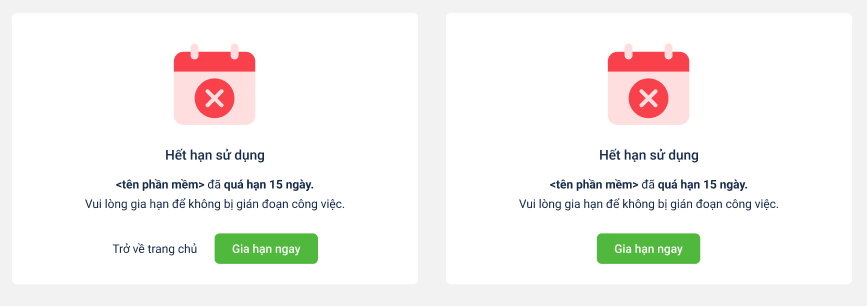 Hết hạn sử dụng
<tên phần mềm> đã quá hạn 15 ngày.
Vui lòng gia hạn để không bị gián đoạn công việc.
Trở về trang chủ
Gia hạn ngay
Hết hạn sử dụng
<tên phần mềm> đã quá hạn 15 ngày.
Vui lòng gia hạn để không bị gián đoạn công việc.
Gia hạn ngay